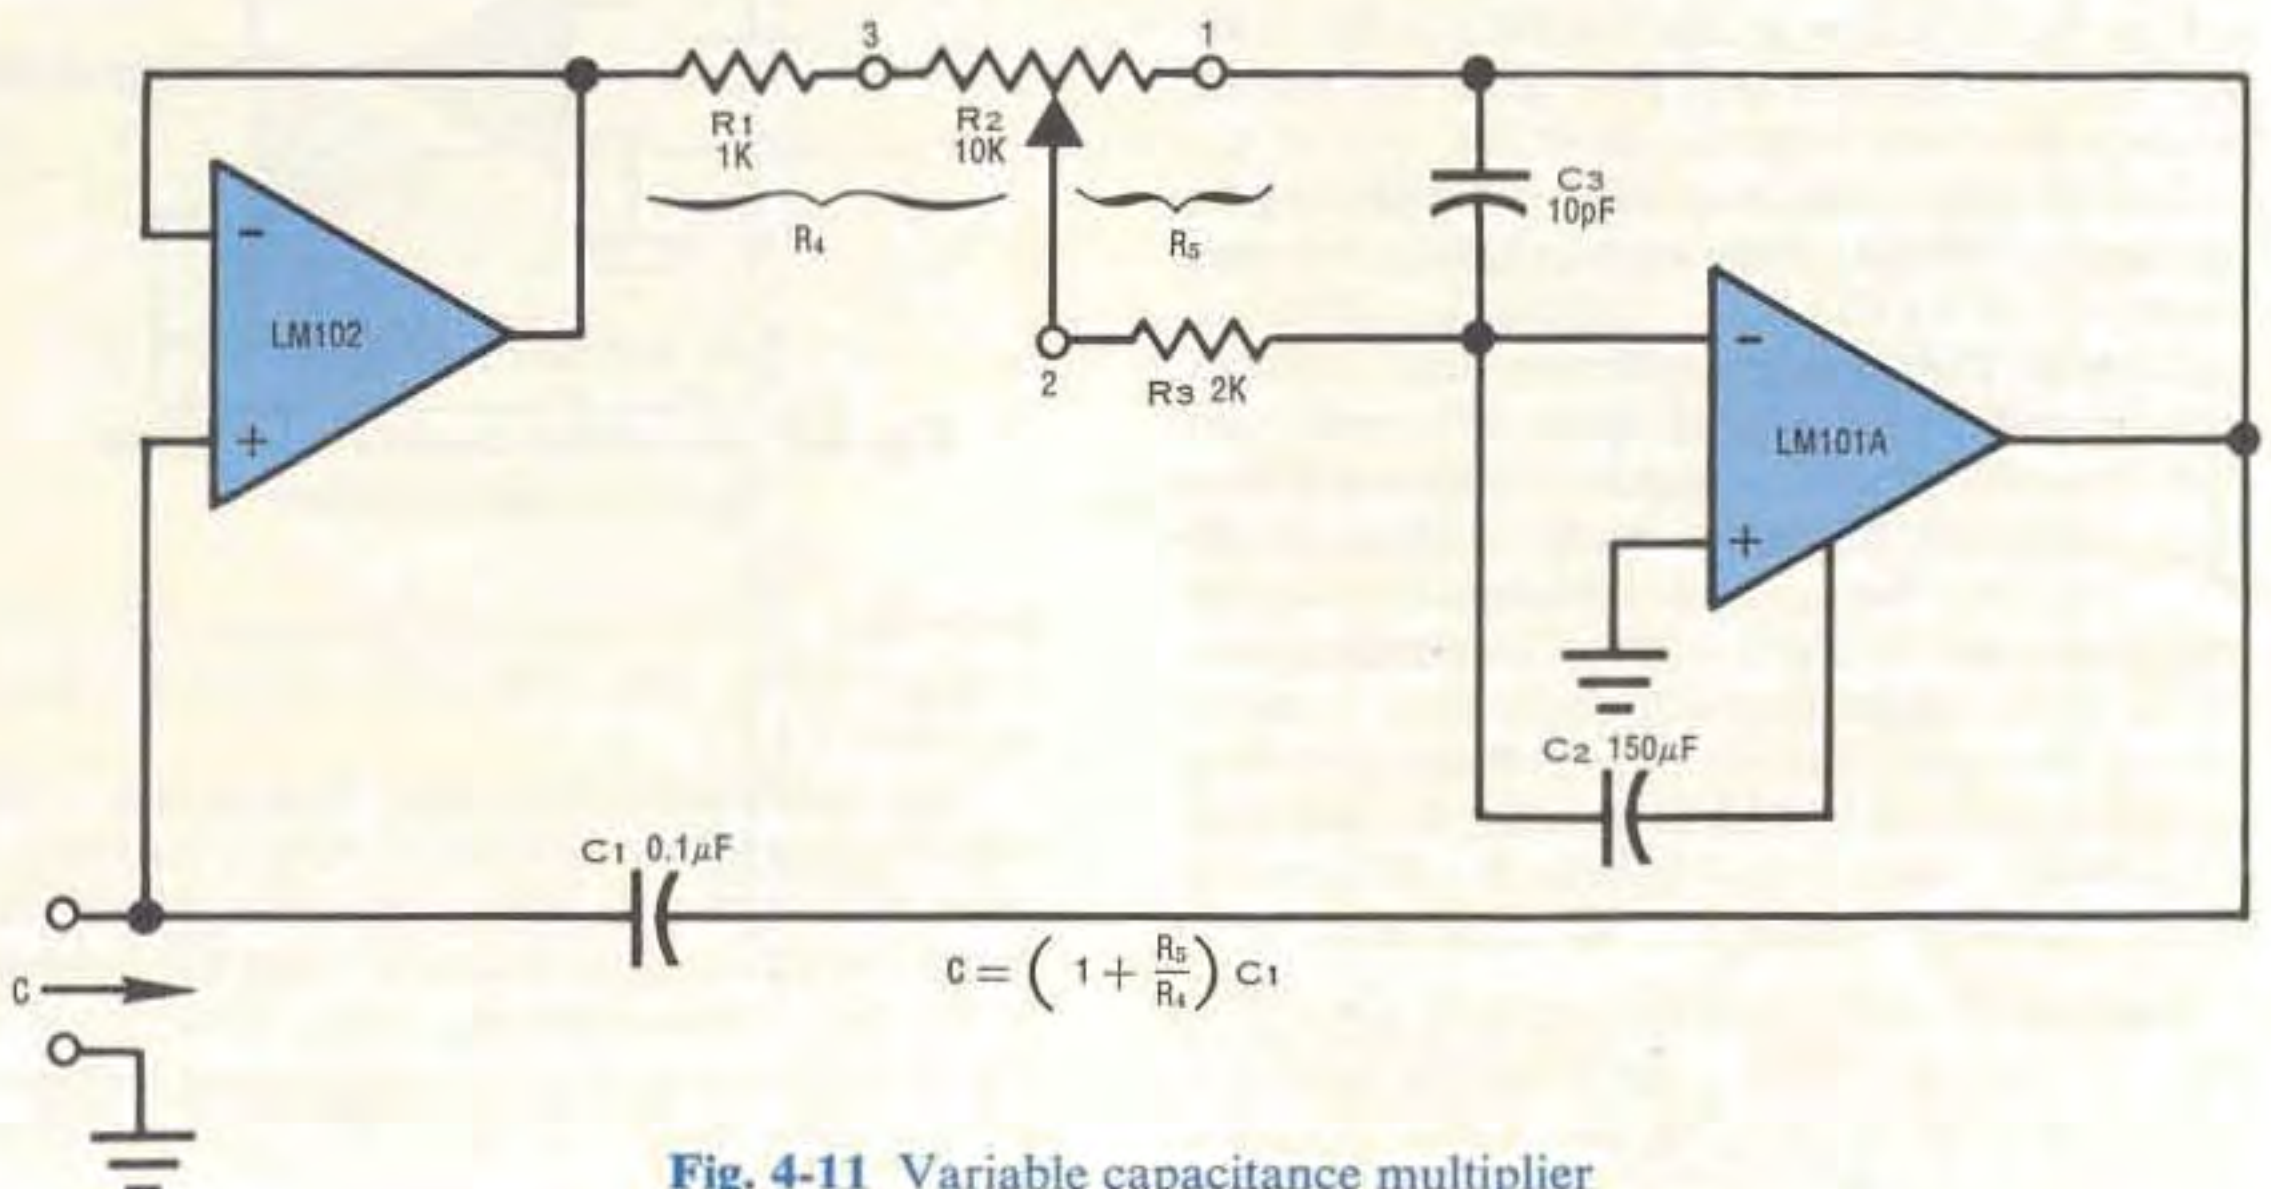 3
1
R1
1K
R2
10K
R4
R5
C3
10pF
-
LM102
+
2
R3 2K
-
LM101A
+
C2 150µF
C1 0.1µF
C = ( 1 + R5/R4 ) C1
C
Fig. 4-11 Variable capacitance multiplier